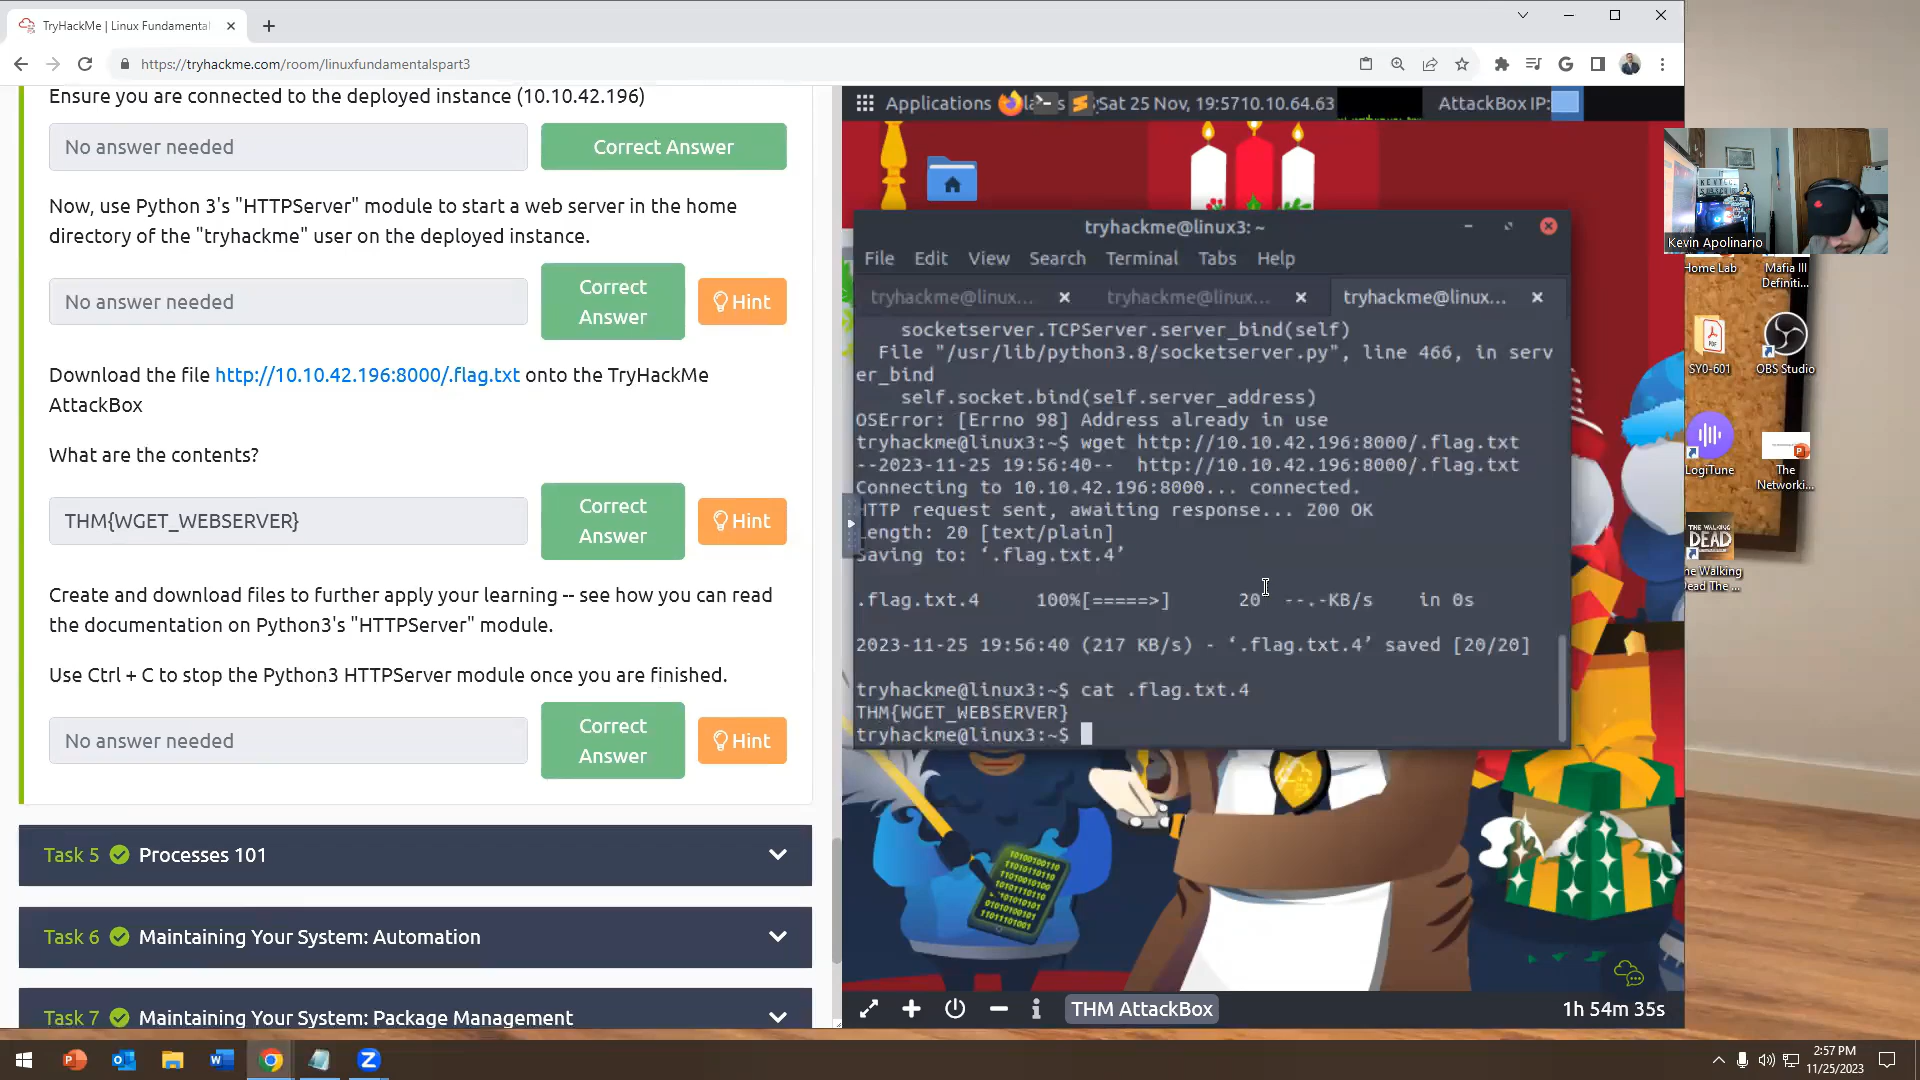 TryHackMe | Linux Fundamental
https://tryhackme.com/room/linuxfundamentalspart3
Ensure you are connected to the deployed instance (10.10.42.196)
No answer needed
Correct Answer
Now, use Python 3's "HTTPServer" module to start a web server in the home
directory of the "tryhackme" user on the deployed instance.
No answer needed
Correct
Answer
Hint
Download the file http://10.10.42.196:8000/.flag.txt onto the TryHackMe
AttackBox
What are the contents?
THM{WGET_WEBSERVER}
Correct
Answer
Hint
Create and download files to further apply your learning -- see how you can read
the documentation on Python3's "HTTPServer" module.
Use Ctrl + C to stop the Python3 HTTPServer module once you are finished.
No answer needed
Correct
Answer
Hint
Task 5 Processes 101
Task 6 Maintaining Your System: Automation
Task 7 Maintaining Your System: Package Management
Applications
Sat 25 Nov, 19:57
10.10.64.63
AttackBox IP:
tryhackme@linux3: ~
File Edit View Search Terminal Tabs Help
tryhackme@linux...
tryhackme@linux...
tryhackme@linux...
socketserver.TCPServer.server_bind(self)
File "/usr/lib/python3.8/socketserver.py", line 466, in serv
er_bind
self.socket.bind(self.server_address)
OSError: [Errno 98] Address already in use
tryhackme@linux3:~$ wget http://10.10.42.196:8000/.flag.txt
--2023-11-25 19:56:40-- http://10.10.42.196:8000/.flag.txt
Connecting to 10.10.42.196:8000... connected.
HTTP request sent, awaiting response... 200 OK
Length: 20 [text/plain]
Saving to: ‘.flag.txt.4’
.flag.txt.4 100%[=====>] 20 --.-KB/s in 0s
2023-11-25 19:56:40 (217 KB/s) - ‘.flag.txt.4’ saved [20/20]
tryhackme@linux3:~$ cat .flag.txt.4
THM{WGET_WEBSERVER}
tryhackme@linux3:~$
THM AttackBox
1h 54m 35s
Kevin Apolinario
Home Lab
Mafia III
Definiti...
SY0-601
OBS Studio
LogiTune
The
Networki...
The Walking
Dead The ...
2:57 PM
11/25/2023